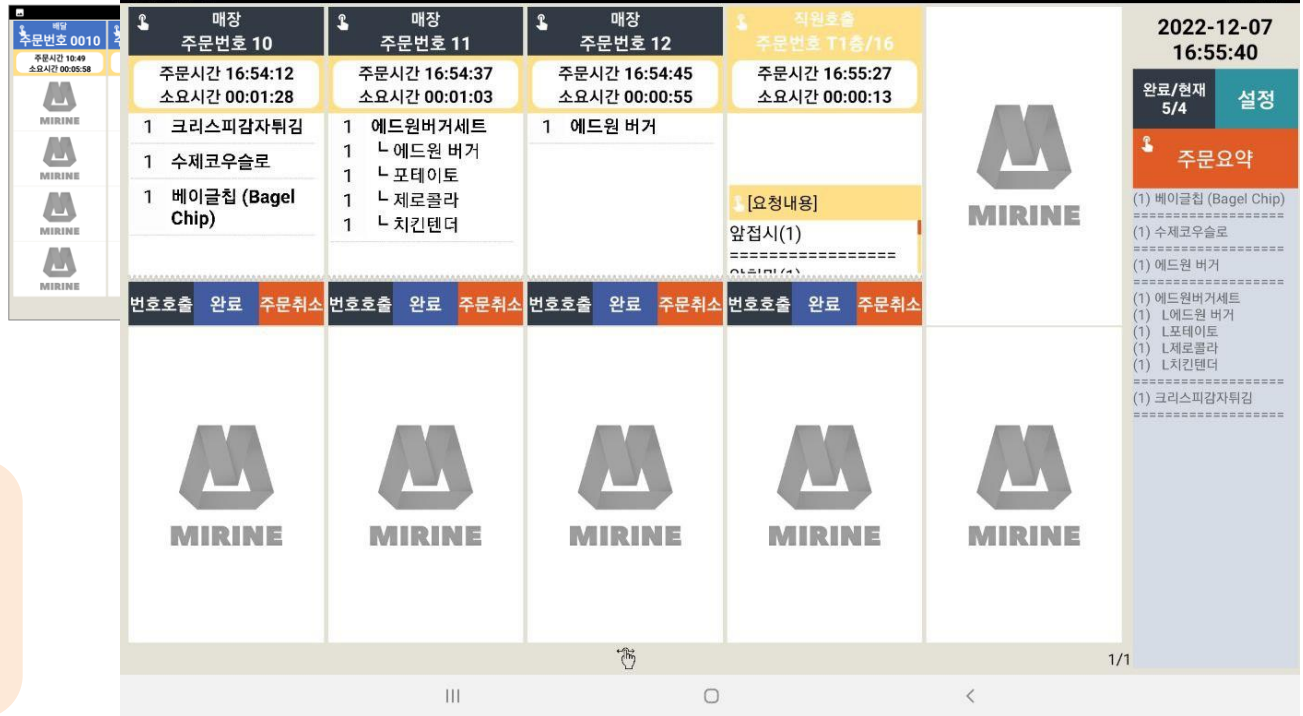 배달
주문번호 0010
주문시간 10:49
소요시간 00:05:58
MIRINE
MIRINE
MIRINE
MIRINE
매장
주문번호 10
주문시간 16:54:12
소요시간 00:01:28
1 크리스피감자튀김
1 수제코우슬로
1 베이글칩 (Bagel
Chip)
번호호출 완료 주문취소
매장
주문번호 11
주문시간 16:54:37
소요시간 00:01:03
1 에드원버거세트
1 ㄴ에드원 버거
1 ㄴ포테이토
1 ㄴ제로콜라
1 ㄴ치킨텐더
번호호출 완료 주문취소
매장
주문번호 12
주문시간 16:54:45
소요시간 00:00:55
1 에드원 버거
번호호출 완료 주문취소
직원호출
주문번호 T1층/16
주문시간 16:55:27
소요시간 00:00:13
[요청내용]
앞접시(1)
=================
번호호출 완료 주문취소
MIRINE
MIRINE
MIRINE
MIRINE
MIRINE
MIRINE
1/1
2022-12-07
16:55:40
완료/현재
5/4
설정
주문요약
(1) 베이글칩 (Bagel Chip)
===================
(1) 수제코우슬로
===================
(1) 에드원 버거
===================
(1) 에드원버거세트
(1) L에드원 버거
(1) L포테이토
(1) L제로콜라
(1) L치킨텐더
===================
(1) 크리스피감자튀김
===================